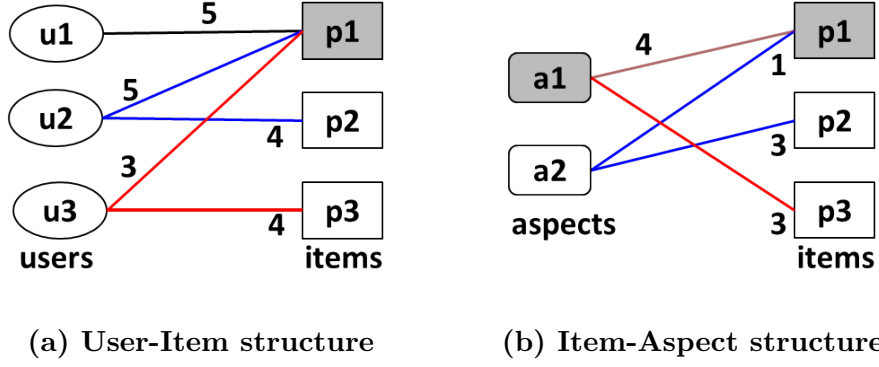 5
u1
p1
5
u2
4
p2
3
u3
4
p3
users
items
(a) User-Item structure
4
p1
a1
1
p2
a2
3
aspects
3
p3
items
(b) Item-Aspect structure